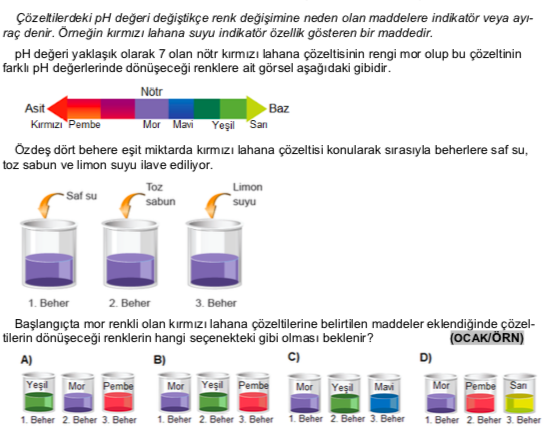 Çözeltilerdeki pH değeri değiştikçe renk değişimine neden olan maddelere indikatör veya ayı-
raç denir. Örneğin kırmızı lahana suyu indikatör özellik gösteren bir maddedir.
pH değeri yaklaşık olarak 7 olan nötr kırmızı lahana çözeltisinin rengi mor olup bu çözeltinin
farklı pH değerlerinde dönüşeceği renklere ait görsel aşağıdaki gibidir.
Nötr
Asit Baz
Kırmızı Pembe Mor Mavi Yeşil Sarı
Özdeş dört behere eşit miktarda kırmızı lahana çözeltisi konularak sırasıyla beherlere saf su,
toz sabun ve limon suyu ilave ediliyor.
Saf su Toz sabun Limon suyu
1. Beher 2. Beher 3. Beher
Başlangıçta mor renkli olan kırmızı lahana çözeltilerine belirtilen maddeler eklendiğinde çözel-
tilerin dönüşeceği renklerin hangi seçenekteki gibi olması beklenir? (OCAK/ÖRN)
A) B) C) D)
Yeşil Mor Pembe Mor Yeşil Pembe Mor Yeşil Mavi Mor Pembe Sarı
1. Beher 2. Beher 3. Beher 1. Beher 2. Beher 3. Beher 1. Beher 2. Beher 3. Beher 1. Beher 2. Beher 3. Beher